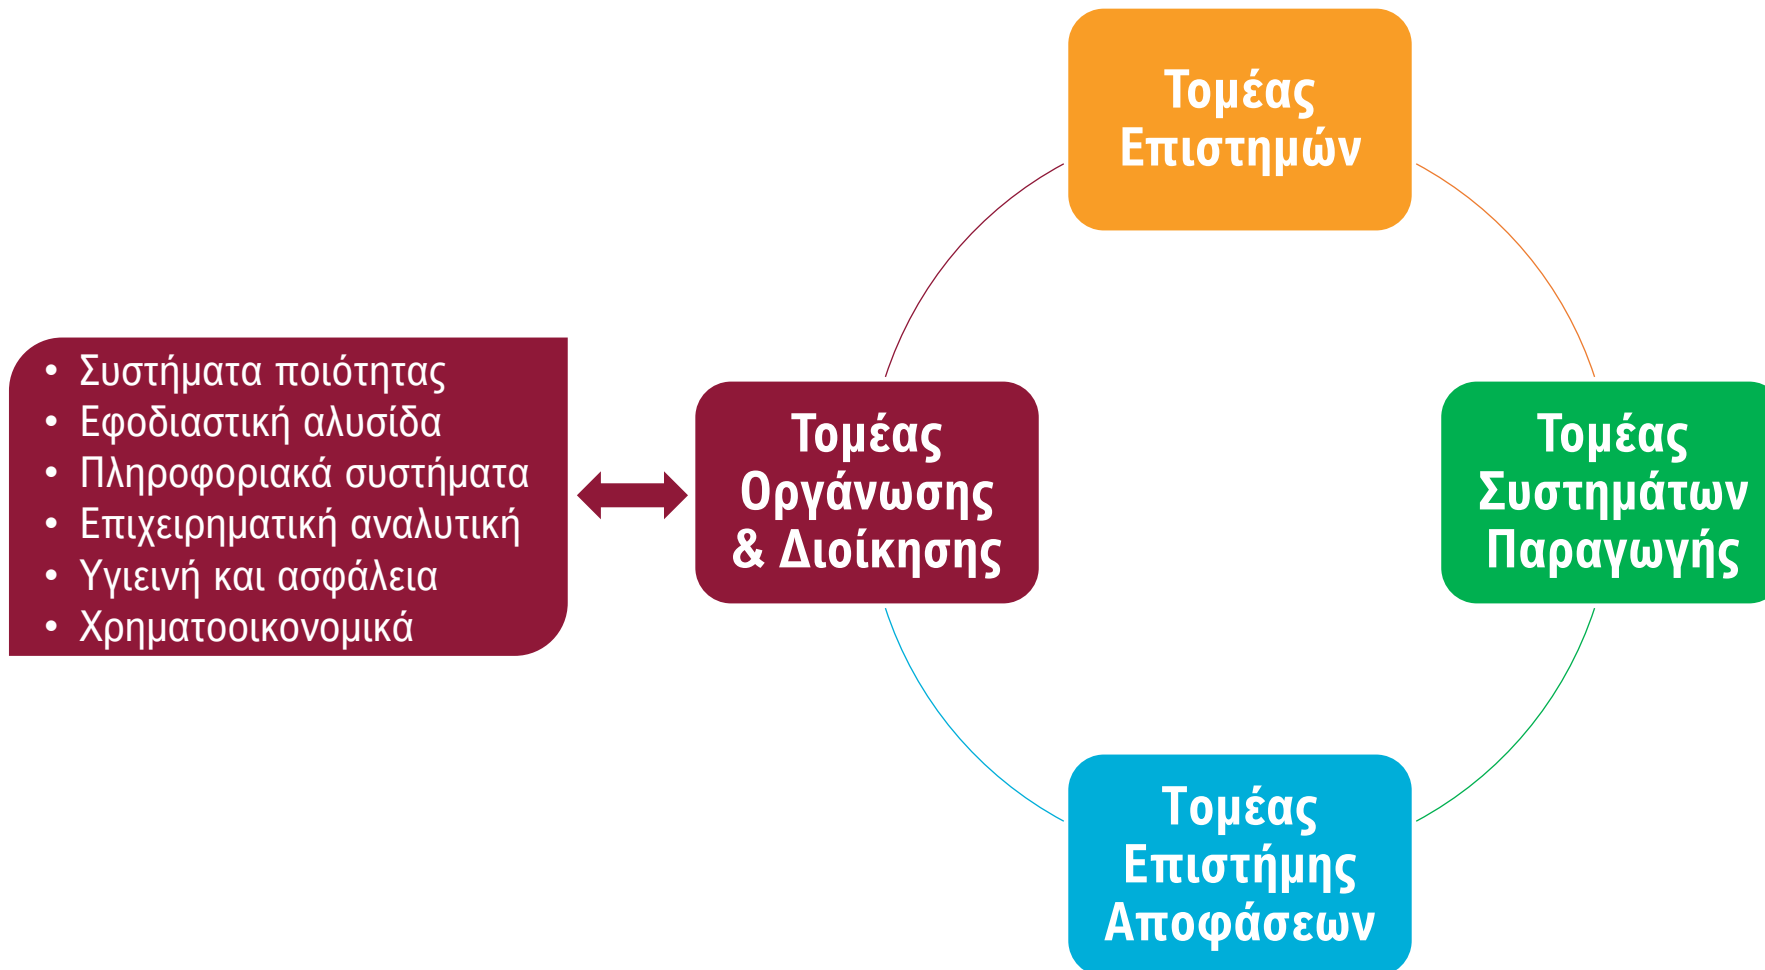 Τομέας
Επιστημών
• Συστήματα ποιότητας
• Εφοδιαστική αλυσίδα
• Πληροφοριακά συστήματα
• Επιχειρηματική αναλυτική
• Υγιεινή και ασφάλεια
• Χρηματοοικονομικά
Τομέας
Οργάνωσης
& Διοίκησης
Τομέας
Συστημάτων
Παραγωγής
Τομέας
Επιστήμης
Αποφάσεων